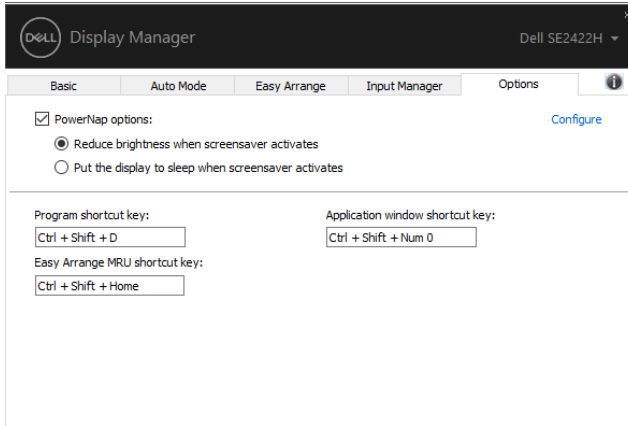 DELL Display Manager
Dell SE2422H
Basic Auto Mode Easy Arrange Input Manager Options
PowerNap options:
Configure
Reduce brightness when screensaver activates
Put the display to sleep when screensaver activates
Program shortcut key:
Application window shortcut key:
Ctrl + Shift + D
Ctrl + Shift + Num 0
Easy Arrange MRU shortcut key:
Ctrl + Shift + Home